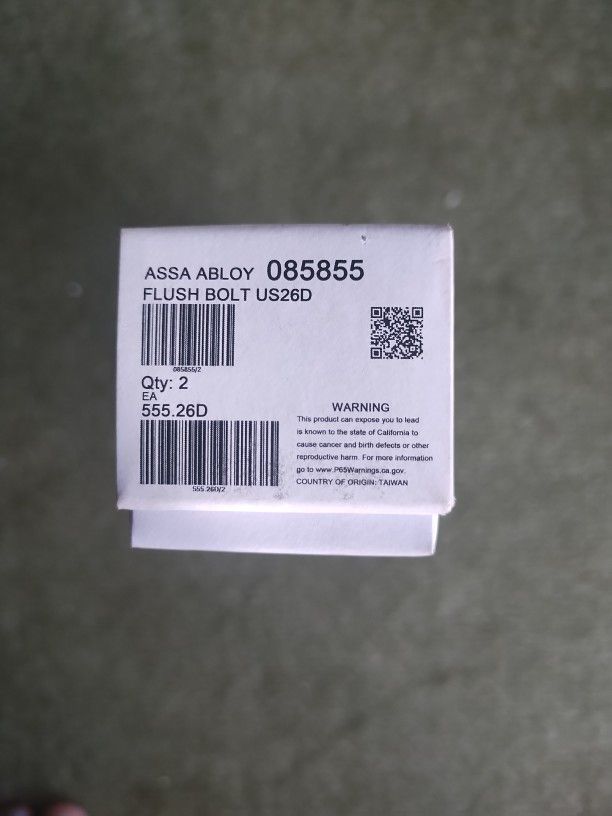 ASSA ABLOY 085855
FLUSH BOLT US26D
085855/2
Qty: 2
EA
555.26D
555.26D/2
WARNING
This product can expose you to lead
is known to the state of California to
cause cancer and birth defects or other
reproductive harm. For more information
go to www.P65Warnings.ca.gov.
COUNTRY OF ORIGIN: TAIWAN